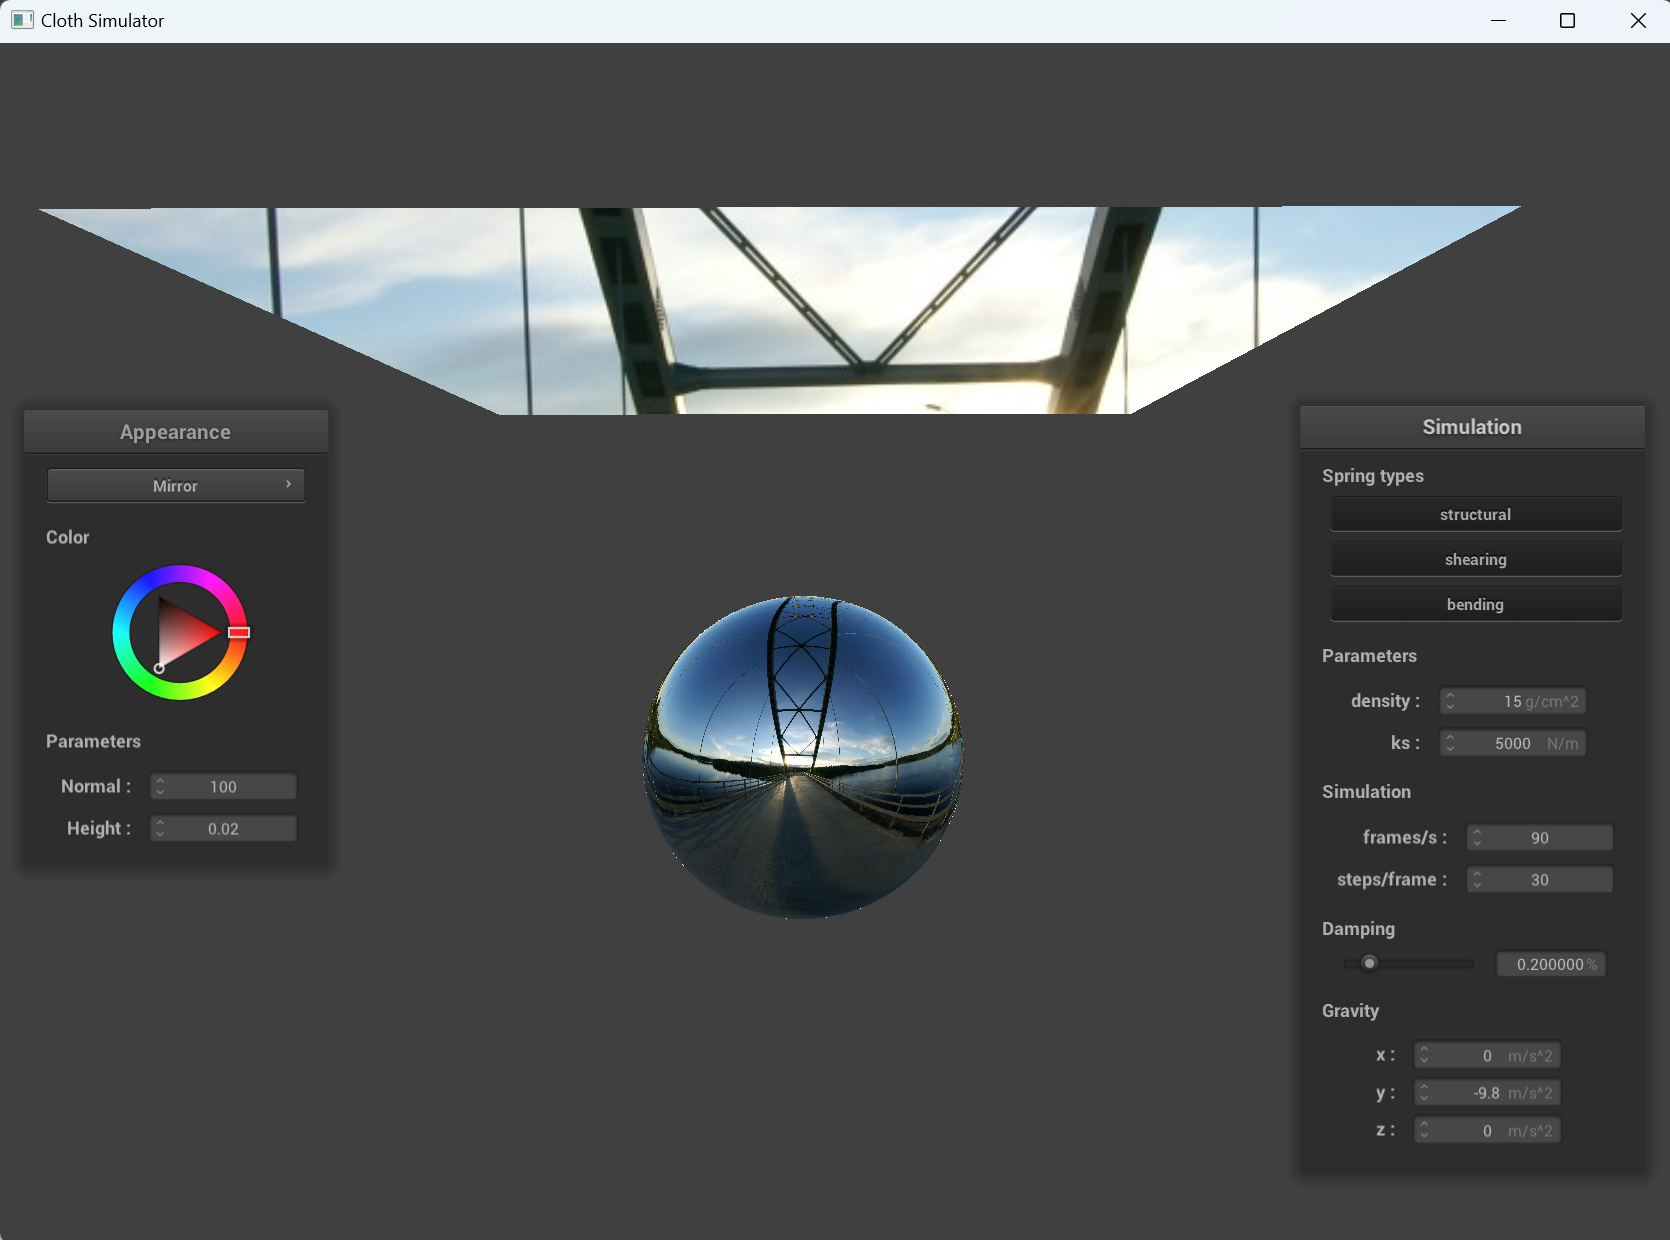 Cloth Simulator
Appearance
Mirror
Color
Parameters
Normal : 100
Height : 0.02
Simulation
Spring types
structural
shearing
bending
Parameters
density : 15 g/cm^2
ks : 5000 N/m
Simulation
frames/s : 90
steps/frame : 30
Damping
0.200000 %
Gravity
x : 0 m/s^2
y : -9.8 m/s^2
z : 0 m/s^2